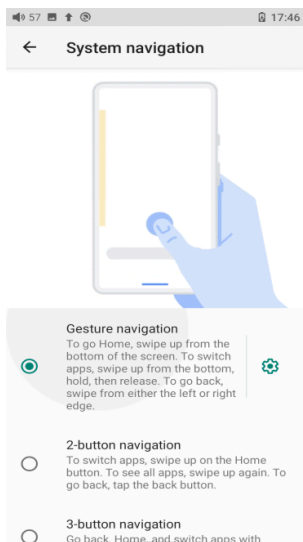 57 17:46
System navigation
Gesture navigation
To go Home, swipe up from the
bottom of the screen. To switch
apps, swipe up from the bottom,
hold, then release. To go back,
swipe from either the left or right
edge.
2-button navigation
To switch apps, swipe up on the Home
button. To see all apps, swipe up again. To
go back, tap the back button.
3-button navigation
Go back, Home, and switch apps with